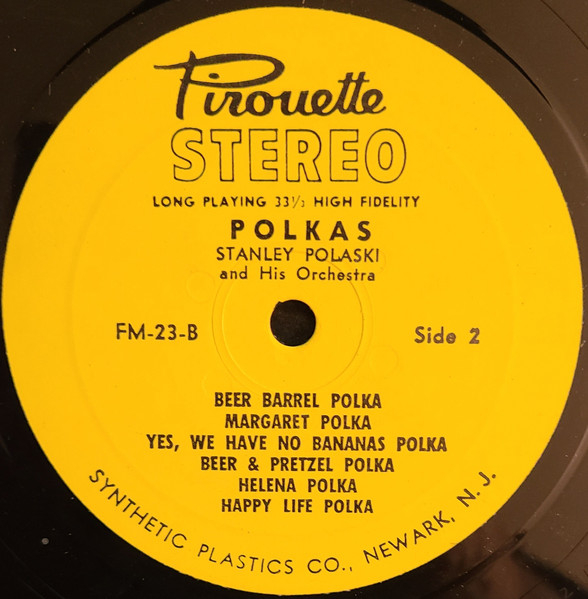 Pirouette
STEREO
LONG PLAYING 33⅓ HIGH FIDELITY
POLKAS
STANLEY POLASKI
and His Orchestra
FM-23-B
Side 2
BEER BARREL POLKA
MARGARET POLKA
YES, WE HAVE NO BANANAS POLKA
BEER & PRETZEL POLKA
HELENA POLKA
HAPPY LIFE POLKA
SYNTHETIC PLASTICS CO., NEWARK, N. J.